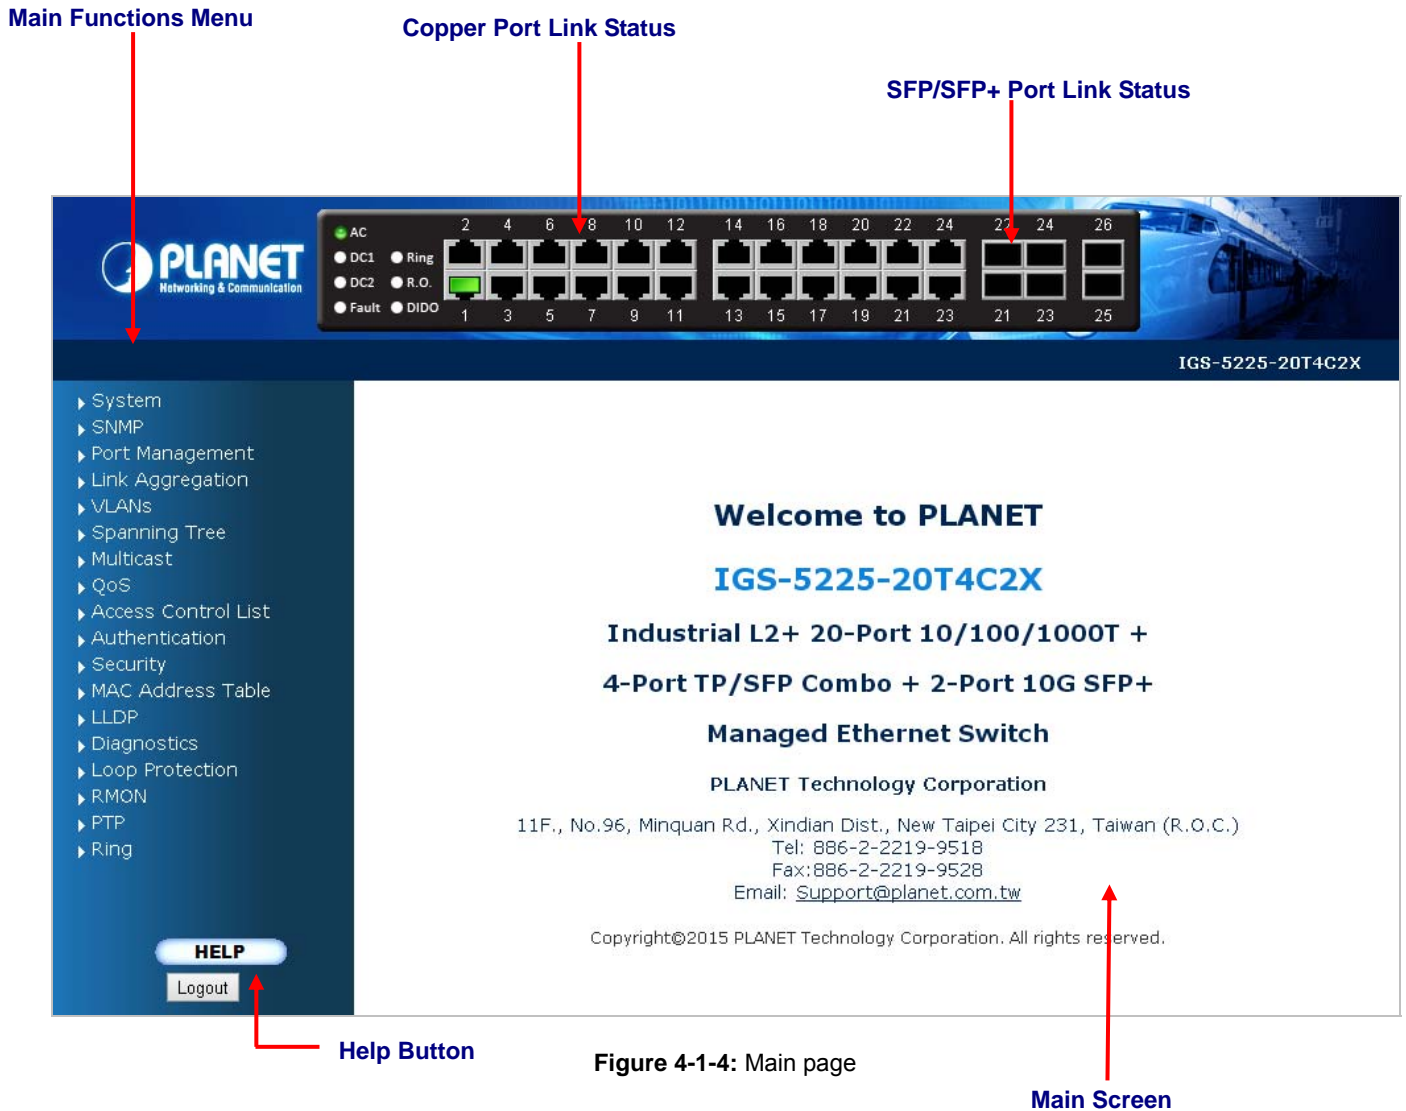 Main Functions Menu
Copper Port Link Status
SFP/SFP+ Port Link Status
PLANET
Networking & Communication
AC
DC1 Ring
DC2 R.O.
Fault DIDO
2 4 6 8 10 12 14 16 18 20 22 24 22 24 26
1 3 5 7 9 11 13 15 17 19 21 23 21 23 25
IGS-5225-20T4C2X
System
SNMP
Port Management
Link Aggregation
VLANs
Spanning Tree
Multicast
QoS
Access Control List
Authentication
Security
MAC Address Table
LLDP
Diagnostics
Loop Protection
RMON
PTP
Ring
HELP
Logout
Welcome to PLANET
IGS-5225-20T4C2X
Industrial L2+ 20-Port 10/100/1000T +
4-Port TP/SFP Combo + 2-Port 10G SFP+
Managed Ethernet Switch
PLANET Technology Corporation
11F., No.96, Minquan Rd., Xindian Dist., New Taipei City 231, Taiwan (R.O.C.)
Tel: 886-2-2219-9518
Fax:886-2-2219-9528
Email: Support@planet.com.tw
Copyright©2015 PLANET Technology Corporation. All rights reserved.
Help Button
Figure 4-1-4: Main page
Main Screen